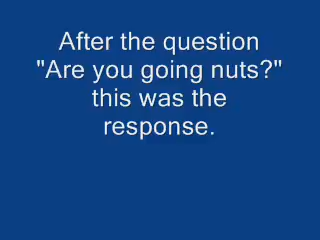 After the question
"Are you going nuts?"
this was the
response.